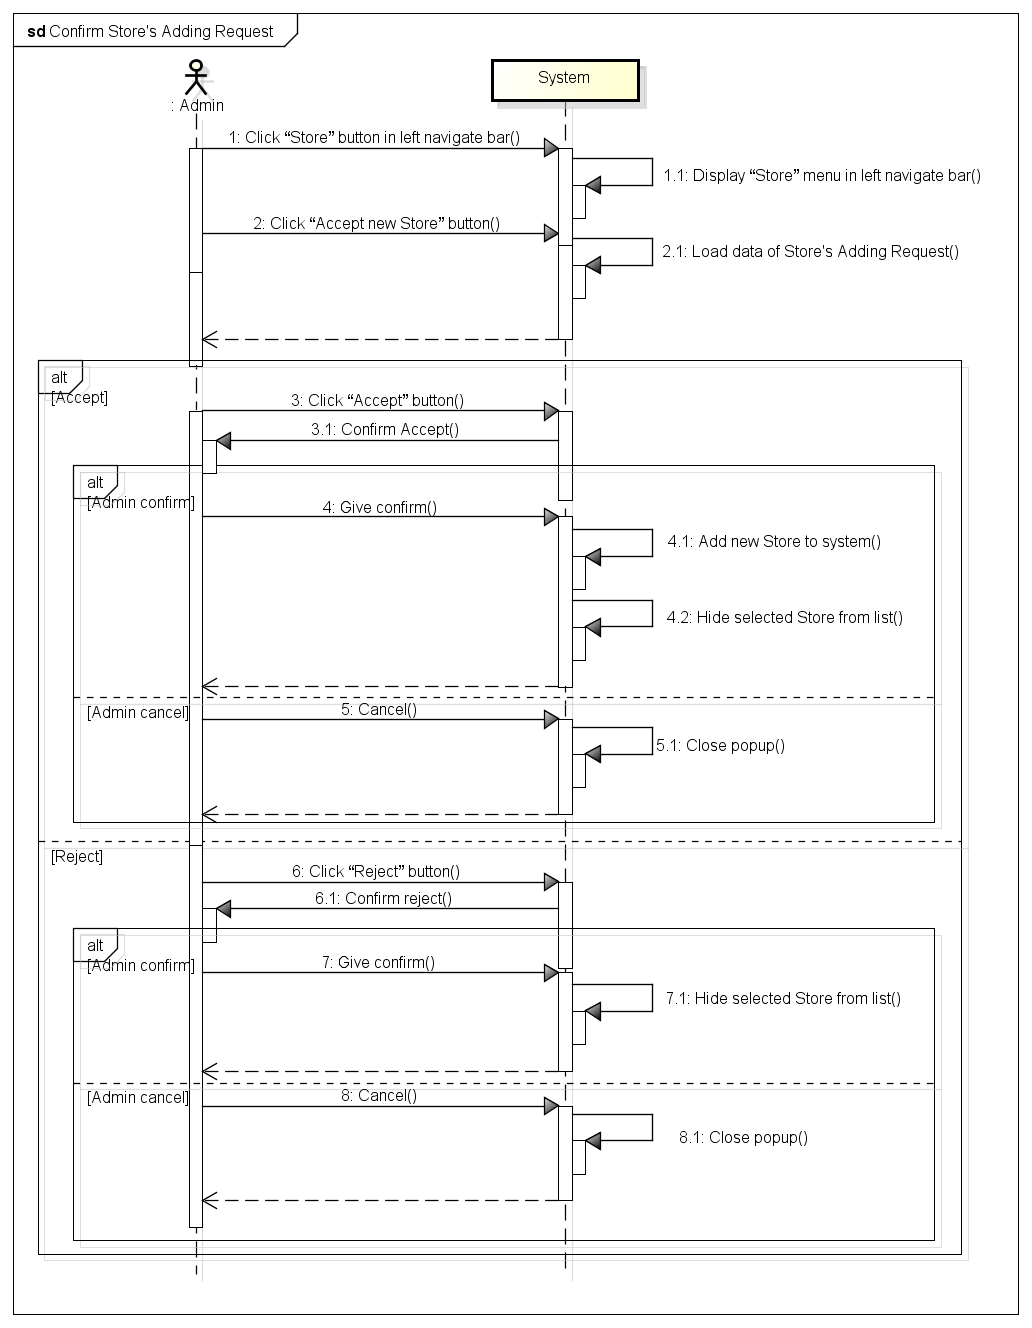 sd Confirm Store's Adding Request
: Admin
System
1: Click “Store” button in left navigate bar()
1.1: Display “Store” menu in left navigate bar()
2: Click “Accept new Store” button()
2.1: Load data of Store's Adding Request()
alt
[Accept]
3: Click “Accept” button()
3.1: Confirm Accept()
alt
[Admin confirm]
4: Give confirm()
4.1: Add new Store to system()
4.2: Hide selected Store from list()
[Admin cancel]
5: Cancel()
5.1: Close popup()
[Reject]
6: Click “Reject” button()
6.1: Confirm reject()
alt
[Admin confirm]
7: Give confirm()
7.1: Hide selected Store from list()
[Admin cancel]
8: Cancel()
8.1: Close popup()